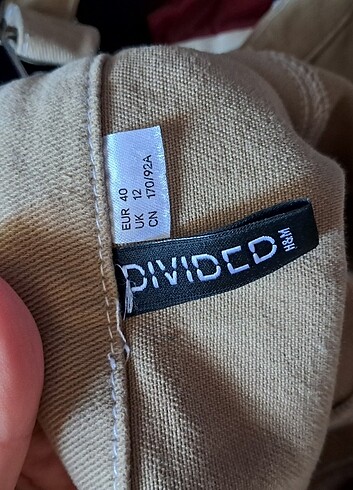 EUR 40
UK 12
CN 170/92A
DIVIDED
H&M